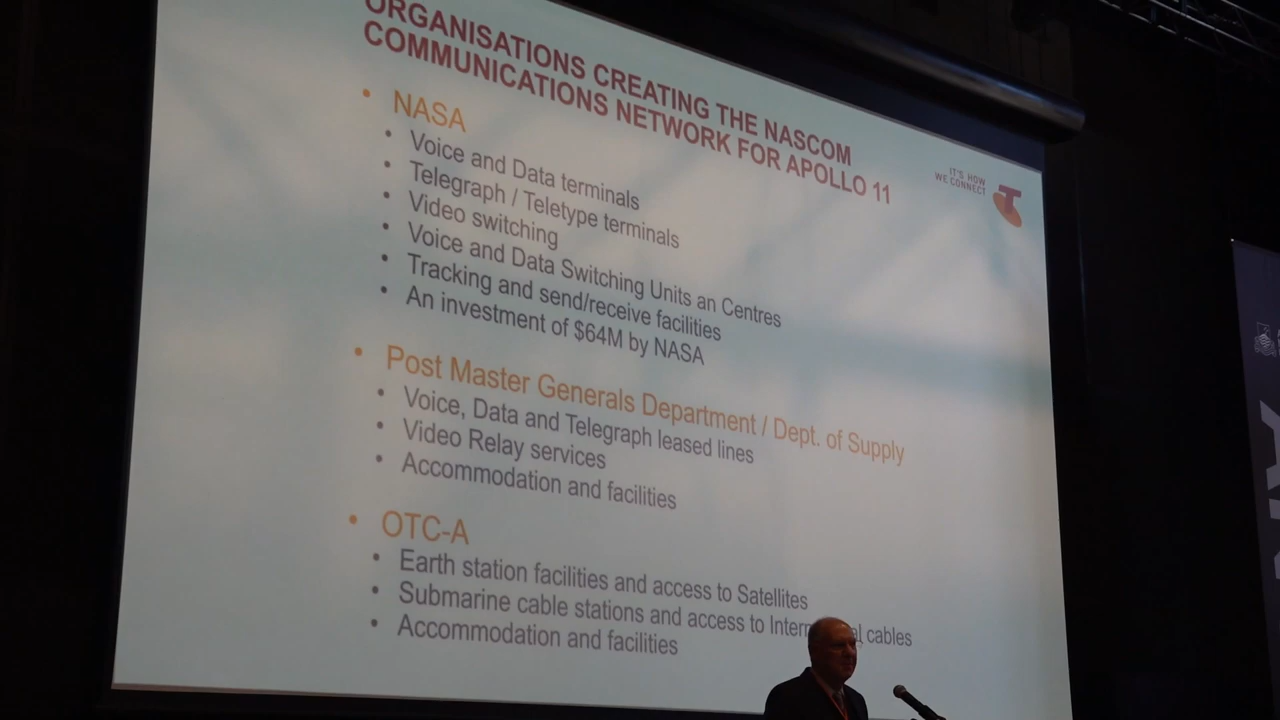 ORGANISATIONS CREATING THE NASCOM
COMMUNICATIONS NETWORK FOR APOLLO 11
IT'S HOW
WE CONNECT
T
• NASA
• Voice and Data terminals
• Telegraph / Teletype terminals
• Video switching
• Voice and Data Switching Units an Centres
• Tracking and send/receive facilities
• An investment of $64M by NASA
• Post Master Generals Department / Dept. of Supply
• Voice, Data and Telegraph leased lines
• Video Relay services
• Accommodation and facilities
• OTC-A
• Earth station facilities and access to Satellites
• Submarine cable stations and access to cables
• Accommodation and facilities